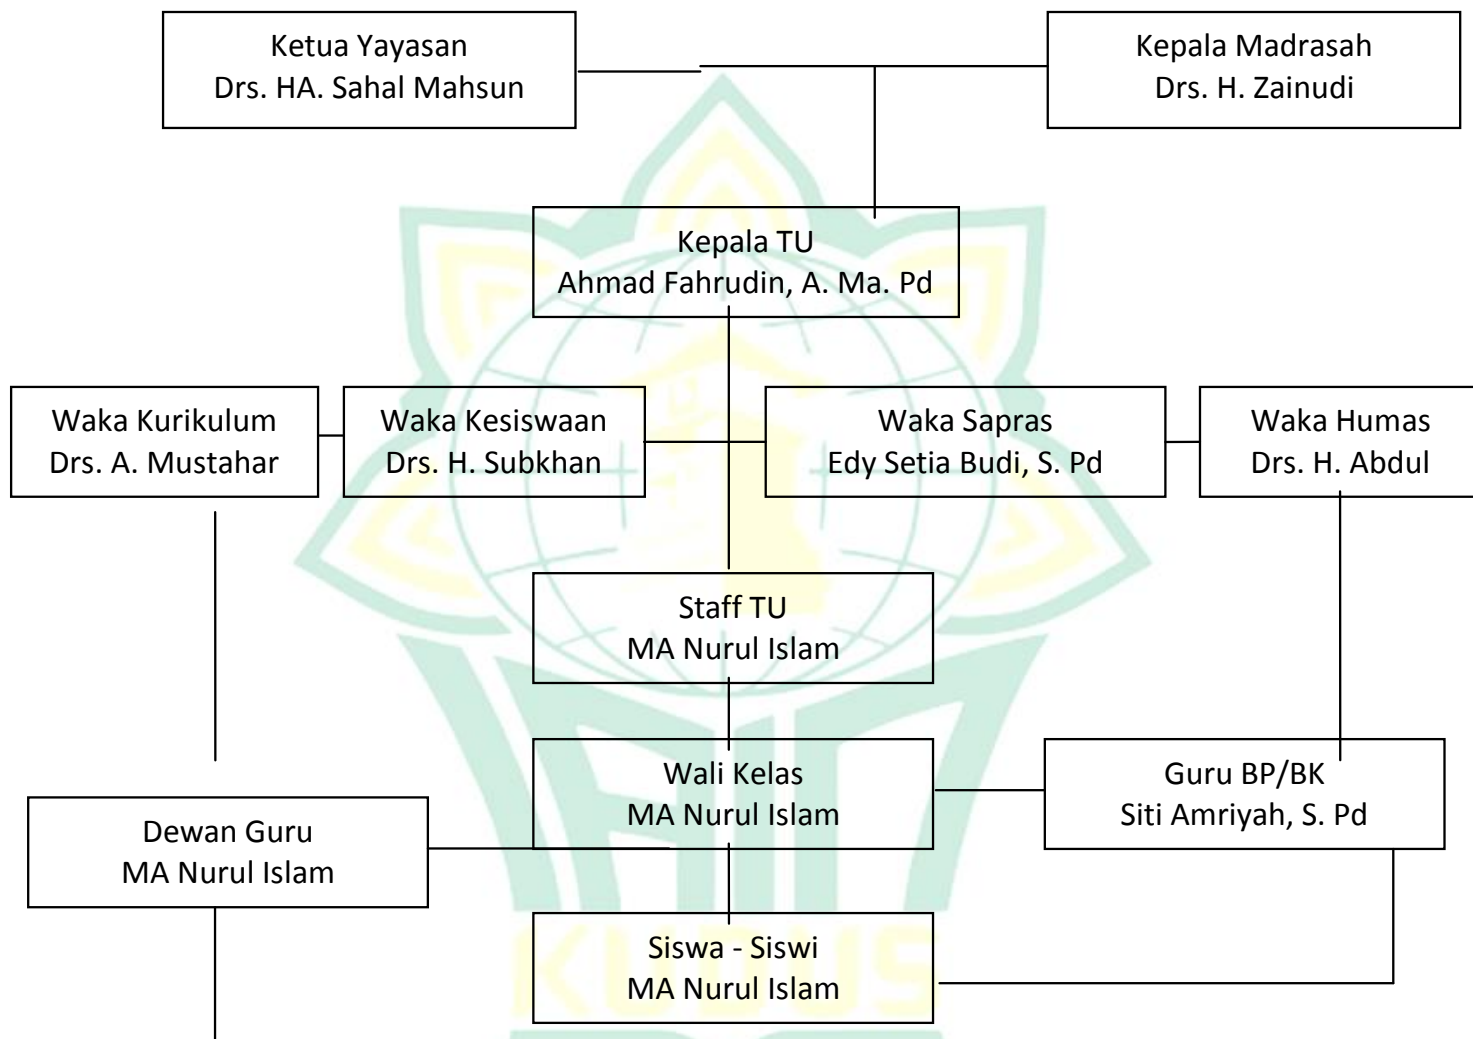 Ketua Yayasan
Drs. HA. Sahal Mahsun
Kepala Madrasah
Drs. H. Zainudi
Kepala TU
Ahmad Fahrudin, A. Ma. Pd
Waka Kurikulum
Drs. A. Mustahar
Waka Kesiswaan
Drs. H. Subkhan
Waka Sapras
Edy Setia Budi, S. Pd
Waka Humas
Drs. H. Abdul
Staff TU
MA Nurul Islam
Wali Kelas
MA Nurul Islam
Guru BP/BK
Siti Amriyah, S. Pd
Dewan Guru
MA Nurul Islam
Siswa - Siswi
MA Nurul Islam
KUDUS